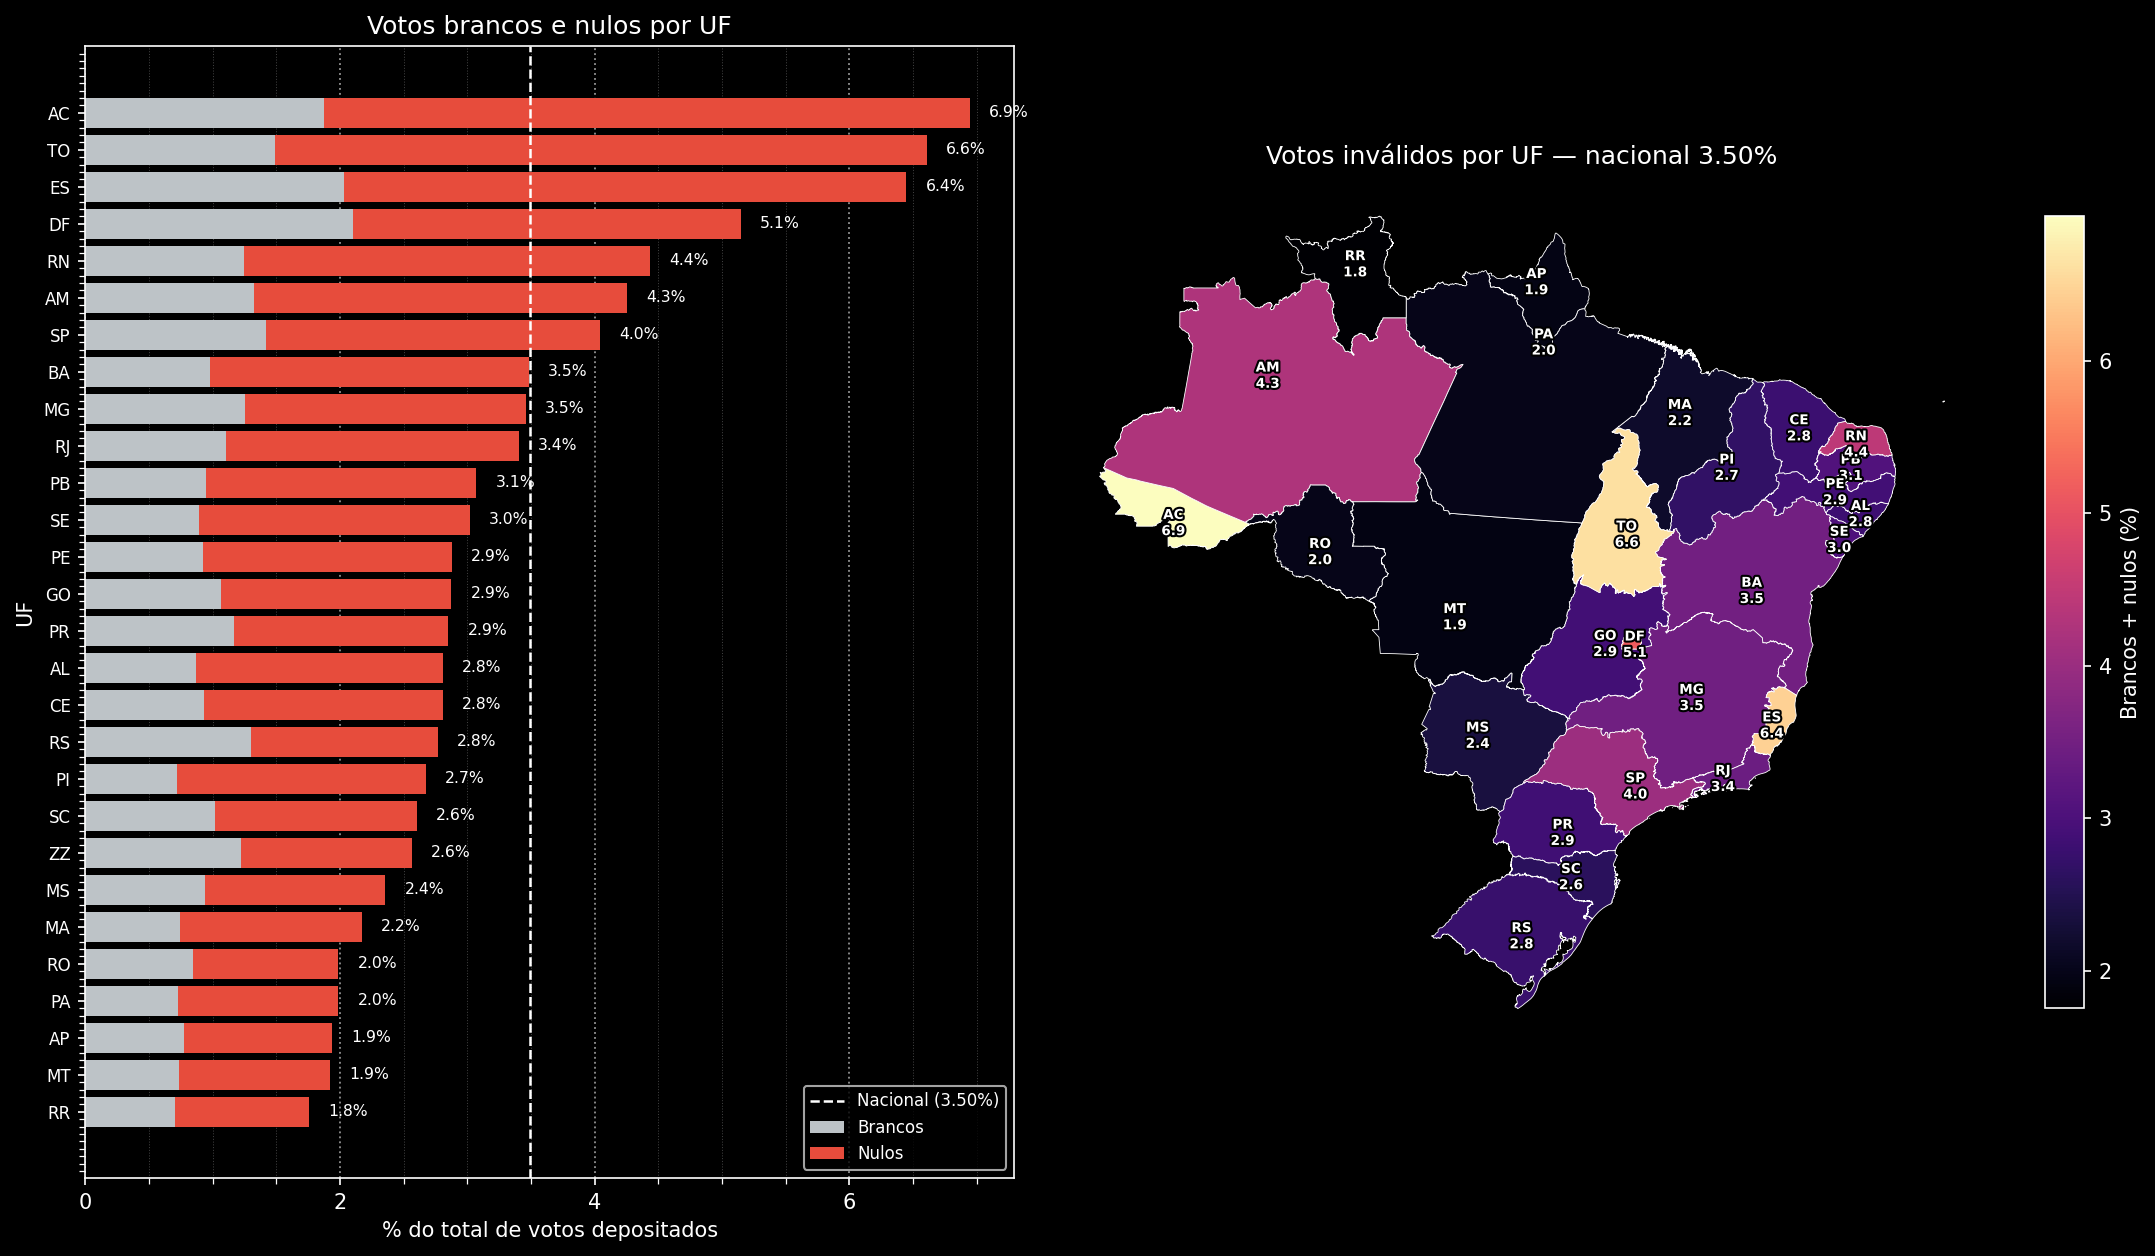 Votos brancos e nulos por UF
UF
AC
6.9%
TO
6.6%
ES
6.4%
DF
5.1%
RN
4.4%
AM
4.3%
SP
4.0%
BA
3.5%
MG
3.5%
RJ
3.4%
PB
3.1%
SE
3.0%
PE
2.9%
GO
2.9%
PR
2.9%
AL
2.8%
CE
2.8%
RS
2.8%
PI
2.7%
SC
2.6%
ZZ
2.6%
MS
2.4%
MA
2.2%
RO
2.0%
PA
2.0%
AP
1.9%
MT
1.9%
RR
1.8%
Nacional (3.50%)
Brancos
Nulos
0 2 4 6
% do total de votos depositados
Votos inválidos por UF — nacional 3.50%
RR
1.8
AP
1.9
PA
2.0
AM
4.3
MA
2.2
CE
2.8
RN
4.4
PB
3.1
PI
2.7
PE
2.9
AL
2.8
SE
3.0
AC
6.9
TO
6.6
RO
2.0
BA
3.5
MT
1.9
GO
2.9
DF
5.1
MG
3.5
ES
6.4
MS
2.4
RJ
3.4
SP
4.0
PR
2.9
SC
2.6
RS
2.8
6
5
4
3
2
Brancos + nulos (%)